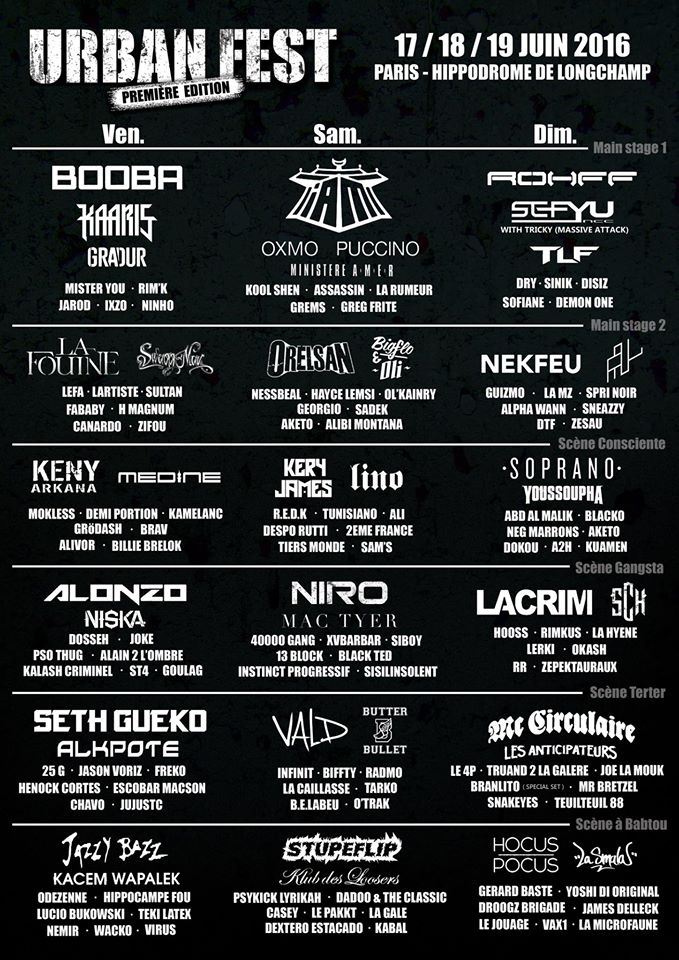 URBAN FEST
PREMIÈRE EDITION
17 / 18 / 19 JUIN 2016
PARIS - HIPPODROME DE LONGCHAMP
Ven. Sam. Dim.
Main stage 1
BOOBA
KAARIS
GRADUR
MISTER YOU · RIM'K
JAROD · IXZO · NINHO
IAM
OXMO PUCCINO
MINISTERE A·M·E·R
KOOL SHEN · ASSASSIN · LA RUMEUR
GREMS · GREG FRITE
ROHFF
SEFYU
WITH TRICKY (MASSIVE ATTACK)
TLF
DRY · SINIK · DISIZ
SOFIANE · DEMON ONE
Main stage 2
LA FOUINE
LEFA · LARTISTE · SULTAN
FABABY · H MAGNUM
CANARDO · ZIFOU
ORELSAN
Bigflo & Oli
NESSBEAL · HAYCE LEMSI · OL'KAINRY
GEORGIO · SADEK
AKETO · ALIBI MONTANA
NEKFEU
GUIZMO · LA MZ · SPRI NOIR
ALPHA WANN · SNEAZZY
DTF · ZESAU
Scène Consciente
KENY ARKANA
MEDINE
MOKLESS · DEMI PORTION · KAMELANC
GRöDASH · BRAV
ALIVOR · BILLIE BRELOK
KERY JAMES
lino
R.E.D.K · TUNISIANO · ALI
DESPO RUTTI · 2EME FRANCE
TIERS MONDE · SAM'S
·SOPRANO·
YOUSSOUPHA
ABD AL MALIK · BLACKO
NEG MARRONS · AKETO
DOKOU · A2H · KUAMEN
Scène Gangsta
ALONZO
NISKA
DOSSEH · JOKE
PSO THUG · ALAIN 2 L'OMBRE
KALASH CRIMINEL · ST4 · GOULAG
NIRO
MAC TYER
40000 GANG · XVBARBAR · SIBOY
13 BLOCK · BLACK TED
INSTINCT PROGRESSIF · SISILINSOLENT
LACRIM
SCH
HOOSS · RIMKUS · LA HYENE
LERKI · OKASH
RR · ZEPEKTAURAUX
Scène Terter
SETH GUEKO
ALKPOTE
25 G · JASON VORIZ · FREKO
HENOCK CORTES · ESCOBAR MACSON
CHAVO · JUJUSTC
VALD
BUTTER
BULLET
INFINIT · BIFFTY · RADMO
LA CAILLASSE · TARKO
B.E.LABEU · O'TRAK
Mc Circulaire
LES ANTICIPATEURS
LE 4P · TRUAND 2 LA GALERE · JOE LA MOUK
BRANLITO (SPECIAL SET) · MR BRETZEL
SNAKEYES · TEUILTEUIL 88
Scène à Babtou
JAZZY BAZZ
KACEM WAPALEK
ODEZENNE · HIPPOCAMPE FOU
LUCIO BUKOWSKI · TEKI LATEX
NEMIR · WACKO · VIRUS
STUPEFLIP
Klub des Loosers
PSYKICK LYRIKAH · DADOO & THE CLASSIC
CASEY · LE PAKKT · LA GALE
DEXTERO ESTACADO · KABAL
HOCUS
POCUS
La Smala
GERARD BASTE · YOSHI DI ORIGINAL
DROOGZ BRIGADE · JAMES DELLECK
LE JOUAGE · VAX1 · LA MICROFAUNE